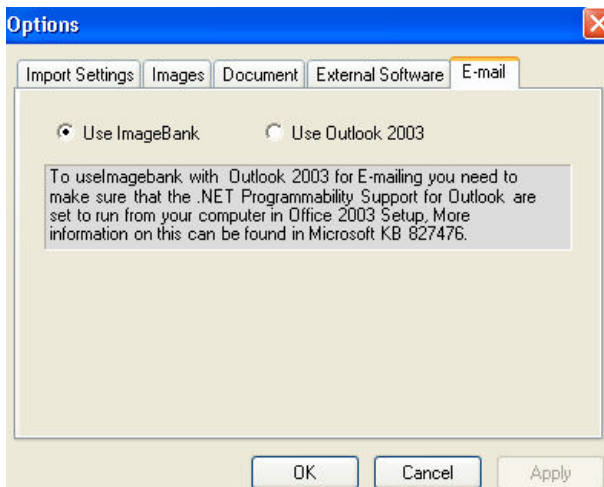 Options
Import Settings Images Document External Software E-mail
Use ImageBank Use Outlook 2003
To useImagebank with Outlook 2003 for E-mailing you need to
make sure that the .NET Programmability Support for Outlook are
set to run from your computer in Office 2003 Setup, More
information on this can be found in Microsoft KB 827476.
OK Cancel Apply